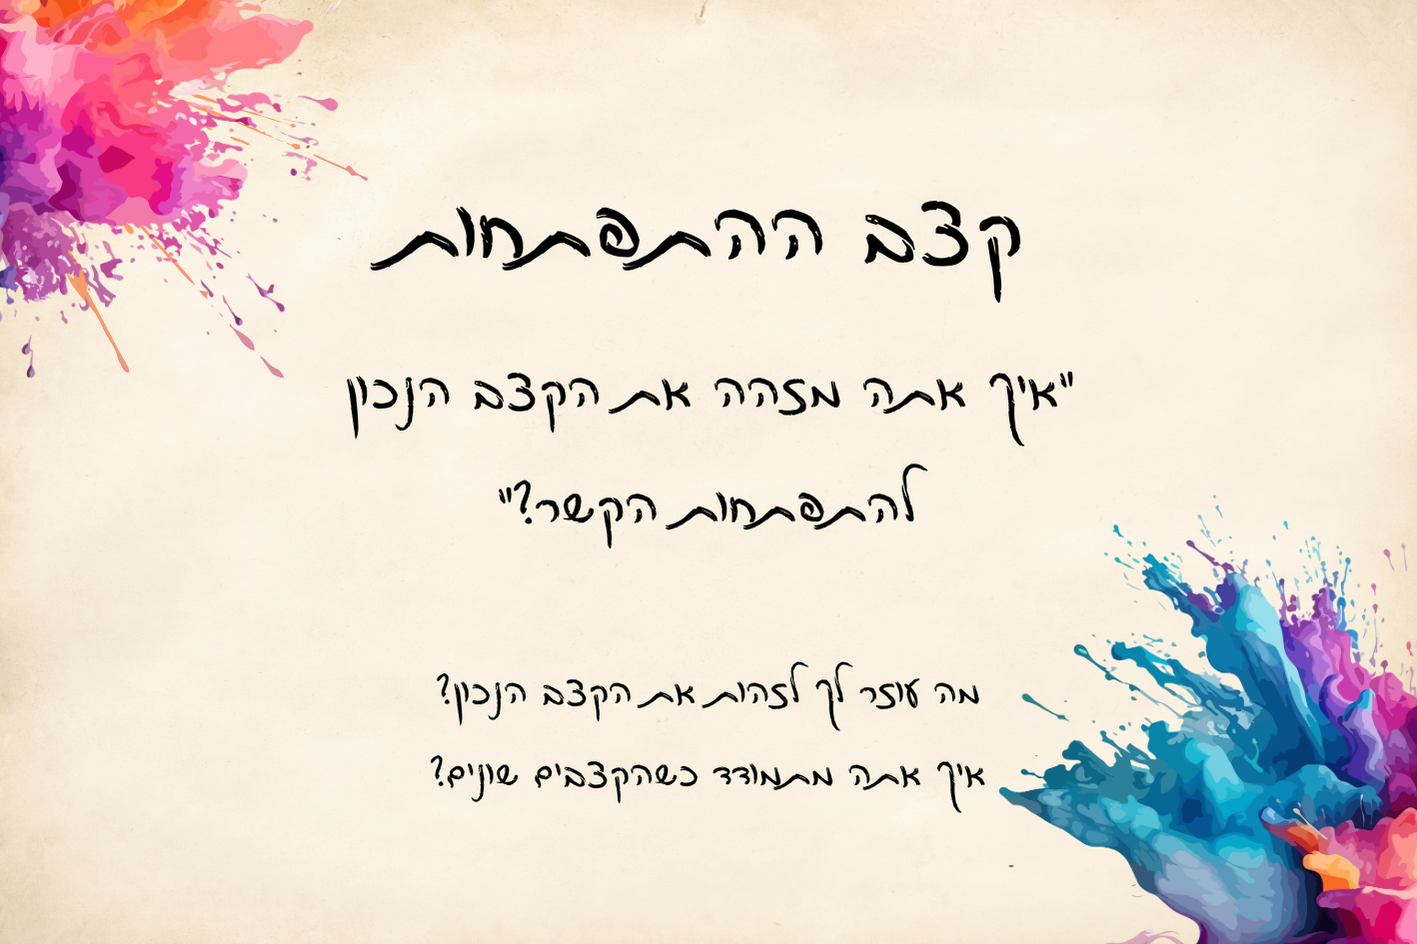 קצב ההתפתחות
"איך אתה מזהה את הקצב הנכון
להתפתחות הקשר?"
מה עוזר לך לזהות את הקצב הנכון?
איך אתה מתמודד כשהקצבים שונים?